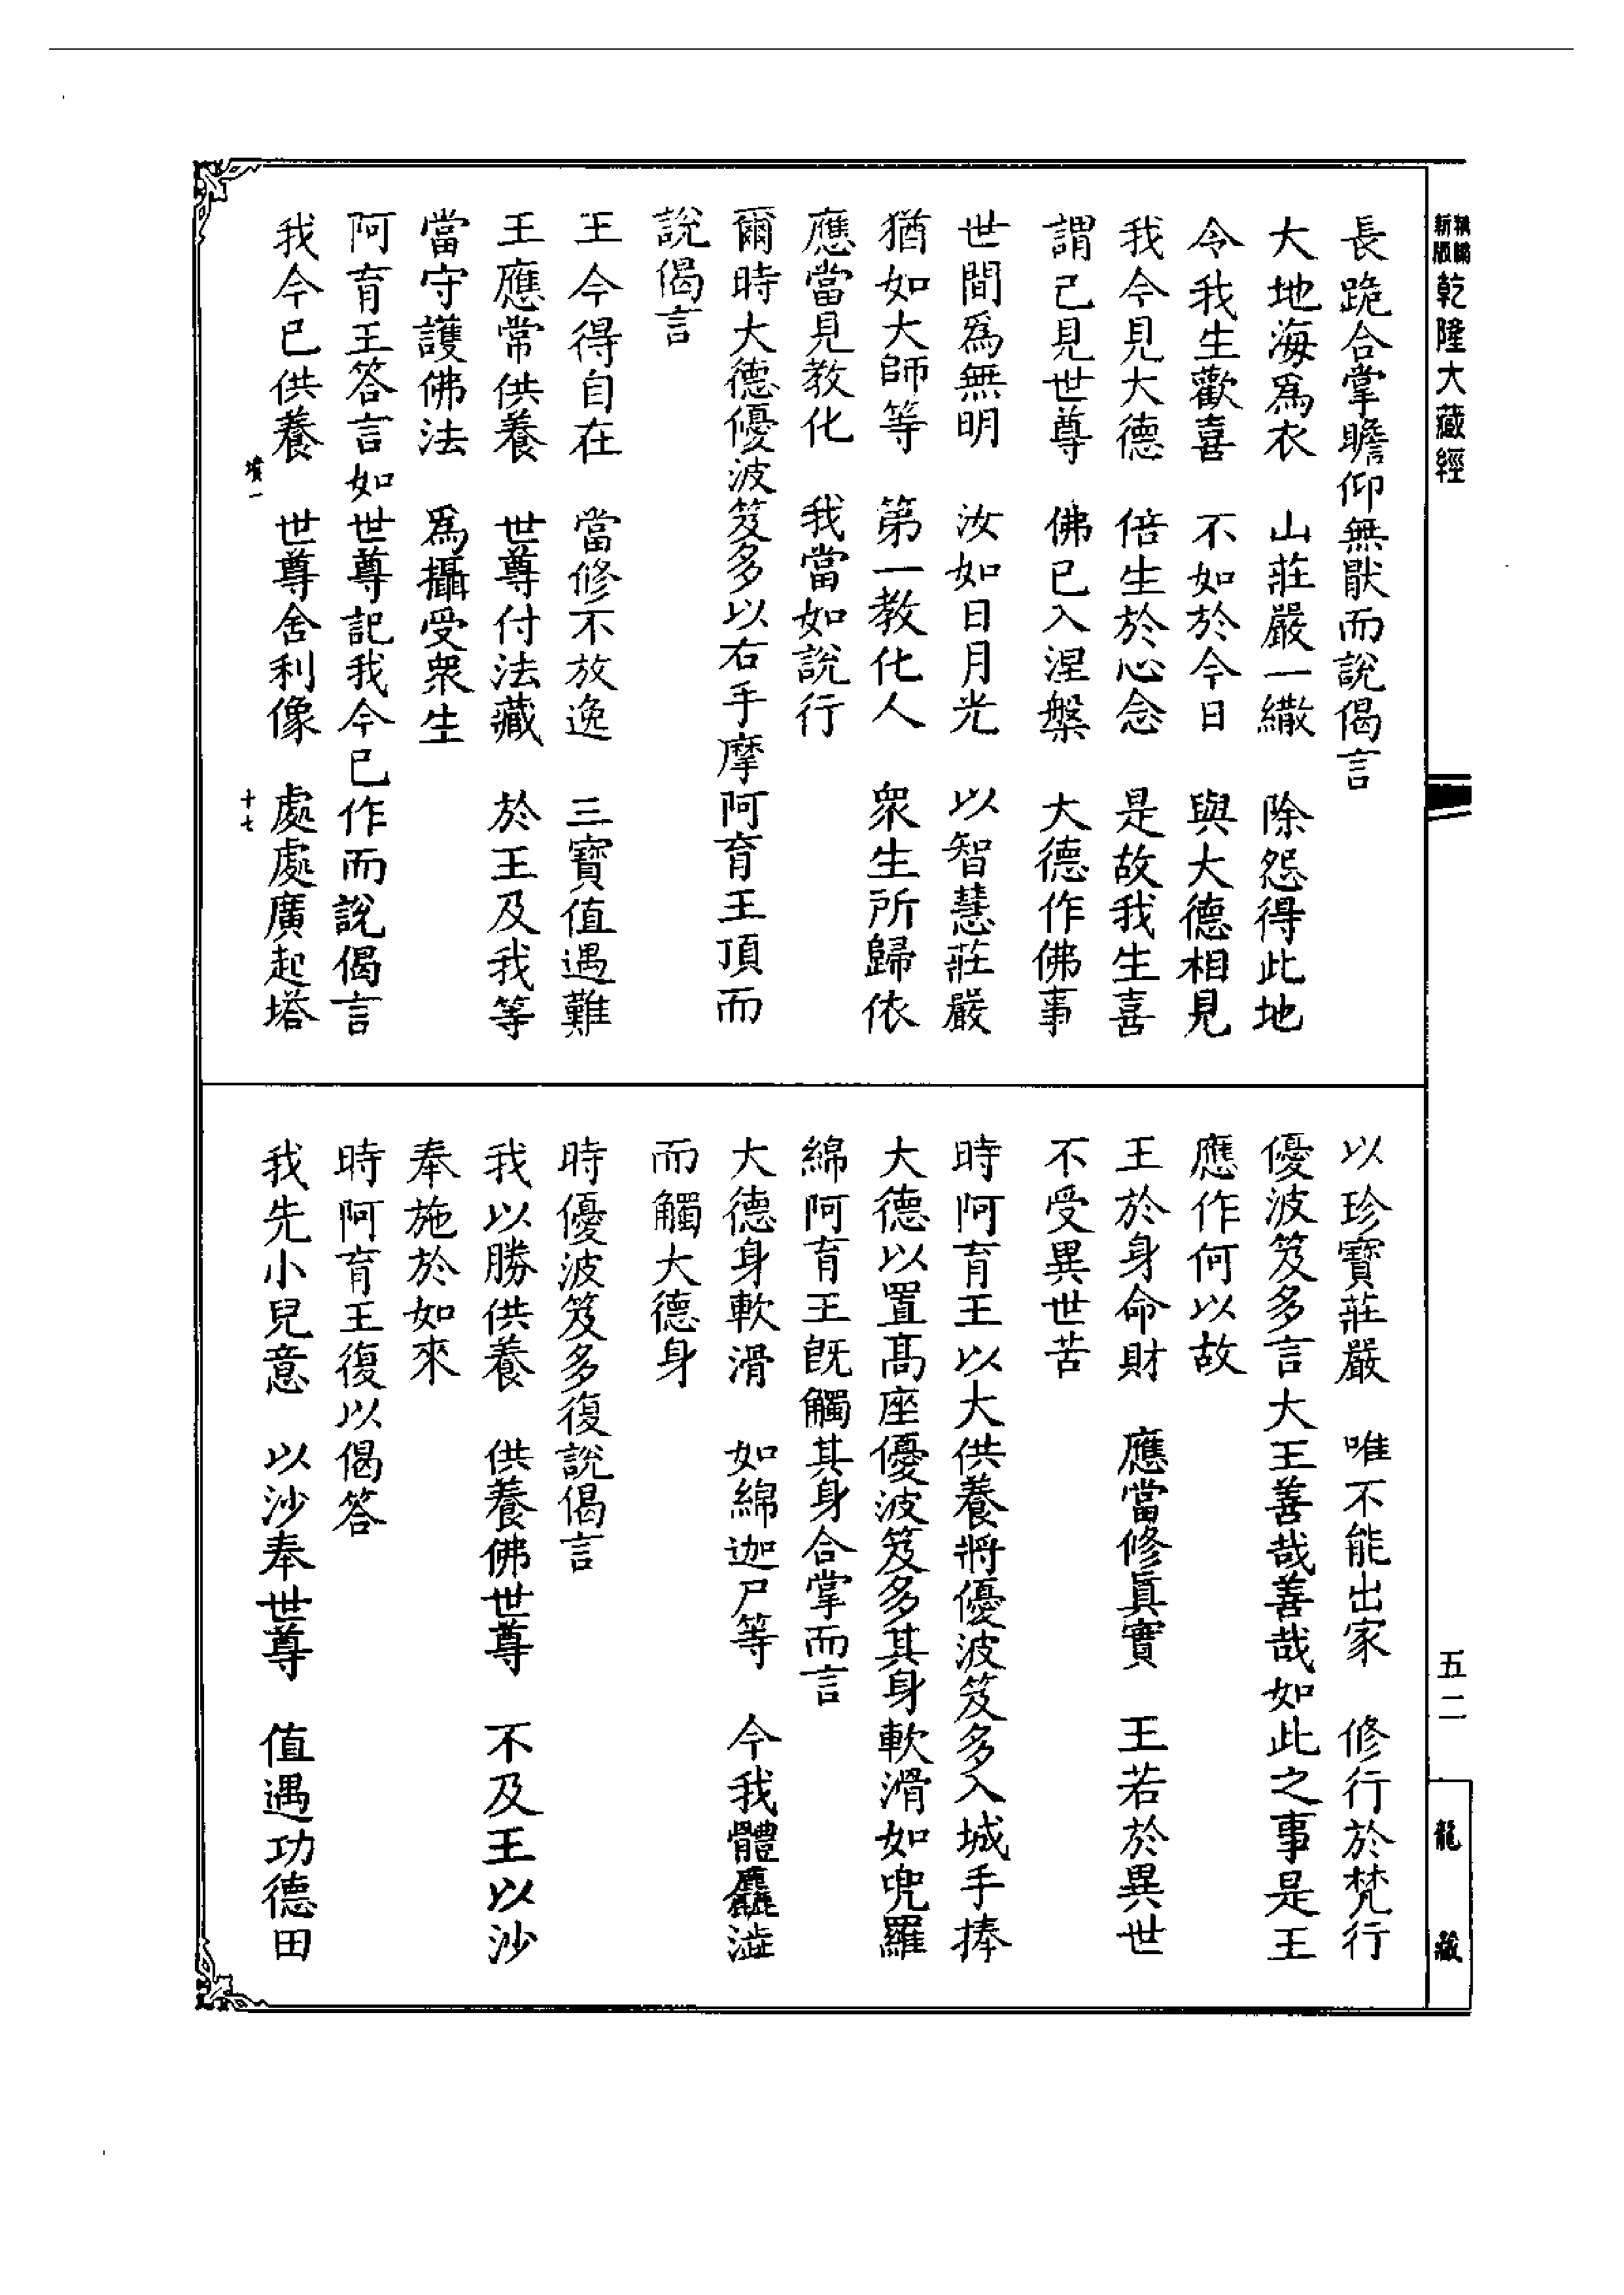 精編
新版
乾隆大藏經
長跪合掌瞻仰無猒而說偈言
大地海爲衣　山莊嚴一繖　除怨得此地
令我生歡喜　不如於今日　與大德相見
我今見大德　倍生於心念　是故我生喜
謂已見世尊　佛已入涅槃　大德作佛事
世間爲無明　汝如日月光　以智慧莊嚴
猶如大師等　第一教化人　衆生所歸依
應當見教化　我當如說行
爾時大德優波笈多以右手摩阿育王頂而
說偈言
王今得自在　當修不放逸　三寶值遇難
王應常供養　世尊付法藏　於王及我等
當守護佛法　爲攝受衆生
阿育王答言如世尊記我今已作而說偈言
我今已供養　世尊舍利像　處處廣起塔
十七
以珍寶莊嚴　唯不能出家　修行於梵行
優波笈多言大王善哉善哉如此之事是王
應作何以故
王於身命財　應當修眞實　王若於異世
不受異世苦
時阿育王以大供養將優波笈多入城手捧
大德以置高座優波笈多其身軟滑如兜羅
綿阿育王既觸其身合掌而言
大德身軟滑　如綿迦尸等　今我體麤澁
而觸大德身
時優波笈多復說偈言
我以勝供養　供養佛世尊　不及王以沙
奉施於如來
時阿育王復以偈答
我先小兒意　以沙奉世尊　值遇功德田
五二
龍藏